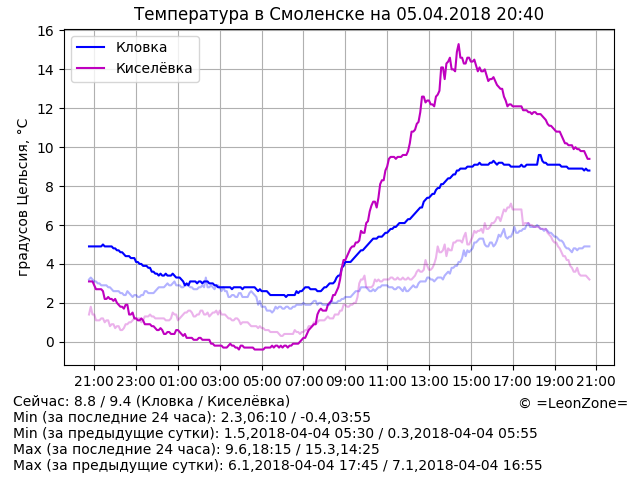 Температура в Смоленске на 05.04.2018 20:40
Кловка
Киселёвка
градусов Цельсия, °C
16
14
12
10
8
6
4
2
0
21:00 23:00 01:00 03:00 05:00 07:00 09:00 11:00 13:00 15:00 17:00 19:00 21:00
Сейчас: 8.8 / 9.4 (Кловка / Киселёвка)
© =LeonZone=
Min (за последние 24 часа): 2.3,06:10 / -0.4,03:55
Min (за предыдущие сутки): 1.5,2018-04-04 05:30 / 0.3,2018-04-04 05:55
Max (за последние 24 часа): 9.6,18:15 / 15.3,14:25
Max (за предыдущие сутки): 6.1,2018-04-04 17:45 / 7.1,2018-04-04 16:55